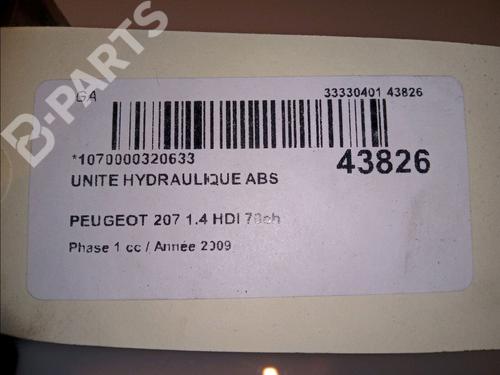 B-PARTS
GA 33330401 43826
*1070000320633 43826
UNITE HYDRAULIQUE ABS
PEUGEOT 207 1.4 HDI 70ch
Phase 1 cc / Année 2009